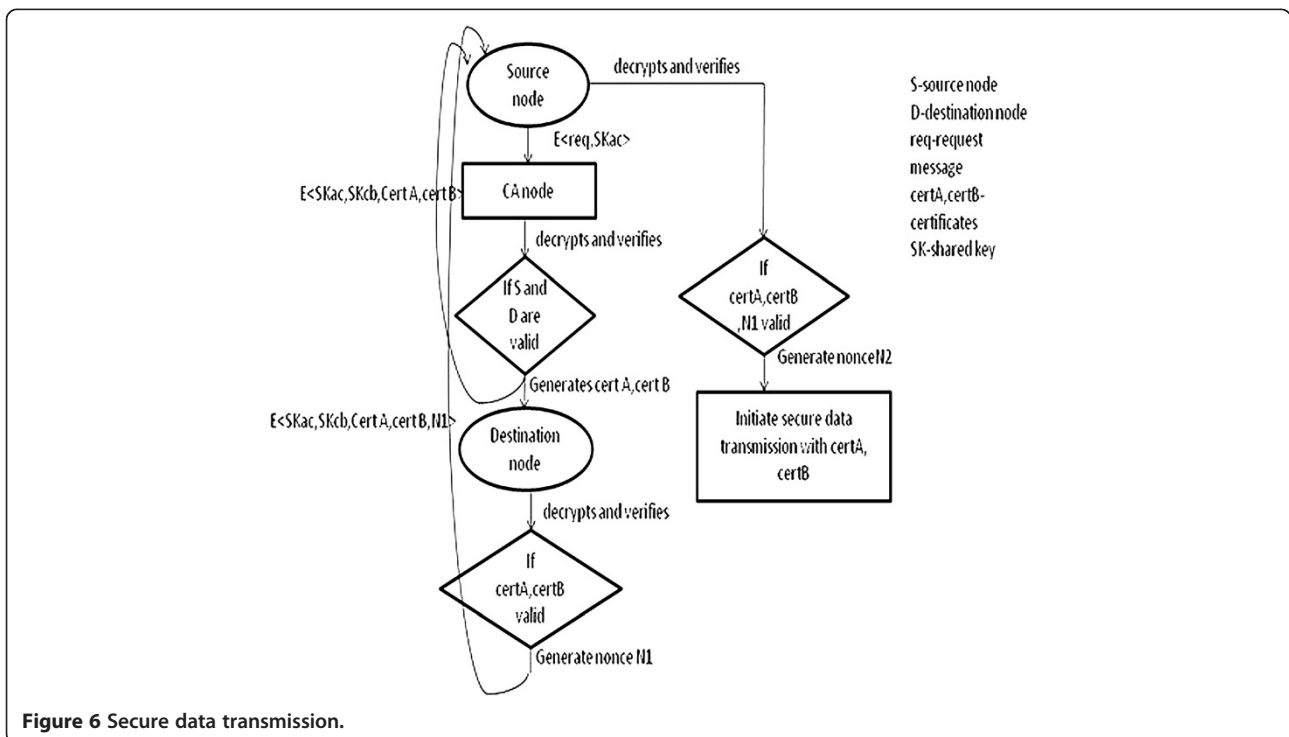 Source
node
decrypts and verifies
E<req,SKac>
CA node
E<SKac,SKcb,Cert A,cert B>
decrypts and verifies
If S and
D are
valid
Generates cert A,cert B
E<SKac,SKcb,Cert A,cert B,N1>
Destination
node
decrypts and verifies
If
certA,certB
valid
Generate nonce N1
If
certA,certB
,N1 valid
Generate nonce N2
Initiate secure data
transmission with certA,
certB
S-source node
D-destination node
req-request
message
certA,certB-
certificates
SK-shared key
Figure 6 Secure data transmission.